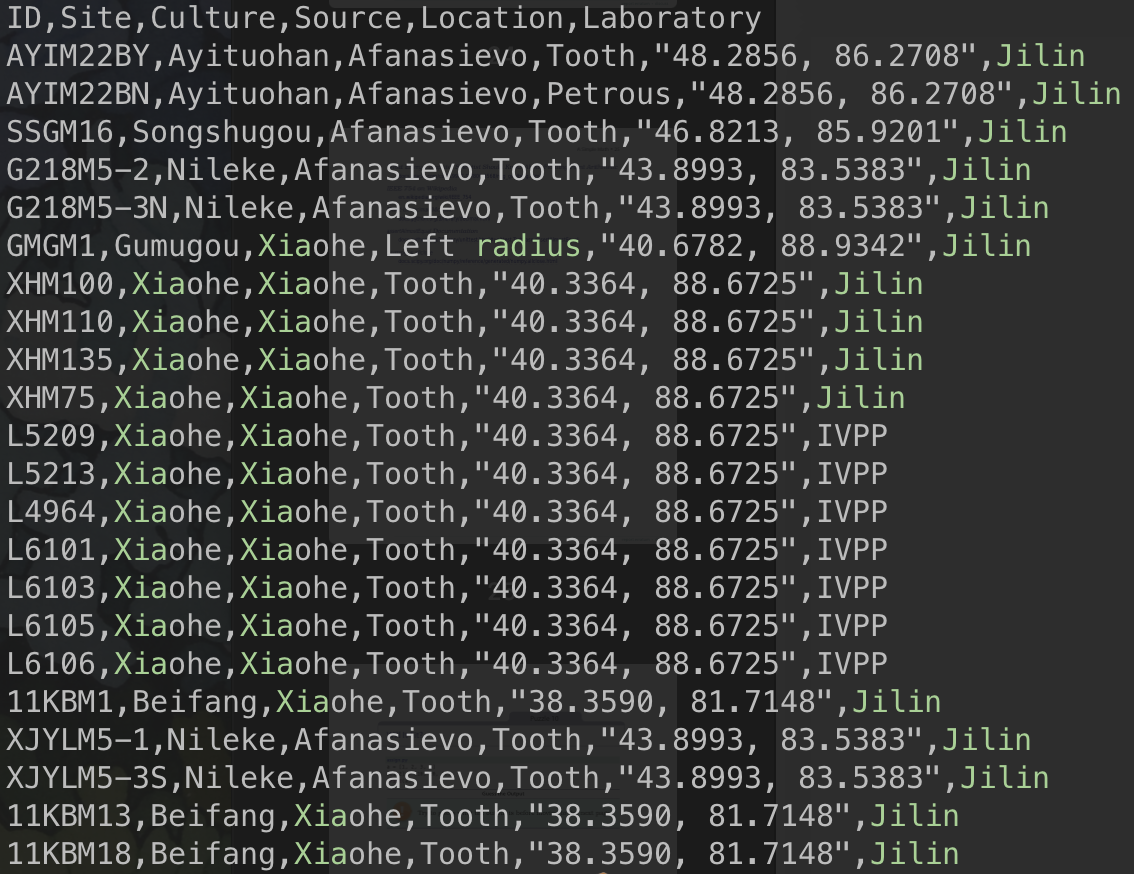 ID,Site,Culture,Source,Location,Laboratory
AYIM22BY,Ayituohan,Afanasievo,Tooth,"48.2856, 86.2708",Jilin
AYIM22BN,Ayituohan,Afanasievo,Petrous,"48.2856, 86.2708",Jilin
SSGM16,Songshugou,Afanasievo,Tooth,"46.8213, 85.9201",Jilin
G218M5-2,Nileke,Afanasievo,Tooth,"43.8993, 83.5383",Jilin
G218M5-3N,Nileke,Afanasievo,Tooth,"43.8993, 83.5383",Jilin
GMGM1,Gumugou,Xiaohe,Left radius,"40.6782, 88.9342",Jilin
XHM100,Xiaohe,Xiaohe,Tooth,"40.3364, 88.6725",Jilin
XHM110,Xiaohe,Xiaohe,Tooth,"40.3364, 88.6725",Jilin
XHM135,Xiaohe,Xiaohe,Tooth,"40.3364, 88.6725",Jilin
XHM75,Xiaohe,Xiaohe,Tooth,"40.3364, 88.6725",Jilin
L5209,Xiaohe,Xiaohe,Tooth,"40.3364, 88.6725",IVPP
L5213,Xiaohe,Xiaohe,Tooth,"40.3364, 88.6725",IVPP
L4964,Xiaohe,Xiaohe,Tooth,"40.3364, 88.6725",IVPP
L6101,Xiaohe,Xiaohe,Tooth,"40.3364, 88.6725",IVPP
L6103,Xiaohe,Xiaohe,Tooth,"40.3364, 88.6725",IVPP
L6105,Xiaohe,Xiaohe,Tooth,"40.3364, 88.6725",IVPP
L6106,Xiaohe,Xiaohe,Tooth,"40.3364, 88.6725",IVPP
11KBM1,Beifang,Xiaohe,Tooth,"38.3590, 81.7148",Jilin
XJYLM5-1,Nileke,Afanasievo,Tooth,"43.8993, 83.5383",Jilin
XJYLM5-3S,Nileke,Afanasievo,Tooth,"43.8993, 83.5383",Jilin
11KBM13,Beifang,Xiaohe,Tooth,"38.3590, 81.7148",Jilin
11KBM18,Beifang,Xiaohe,Tooth,"38.3590, 81.7148",Jilin